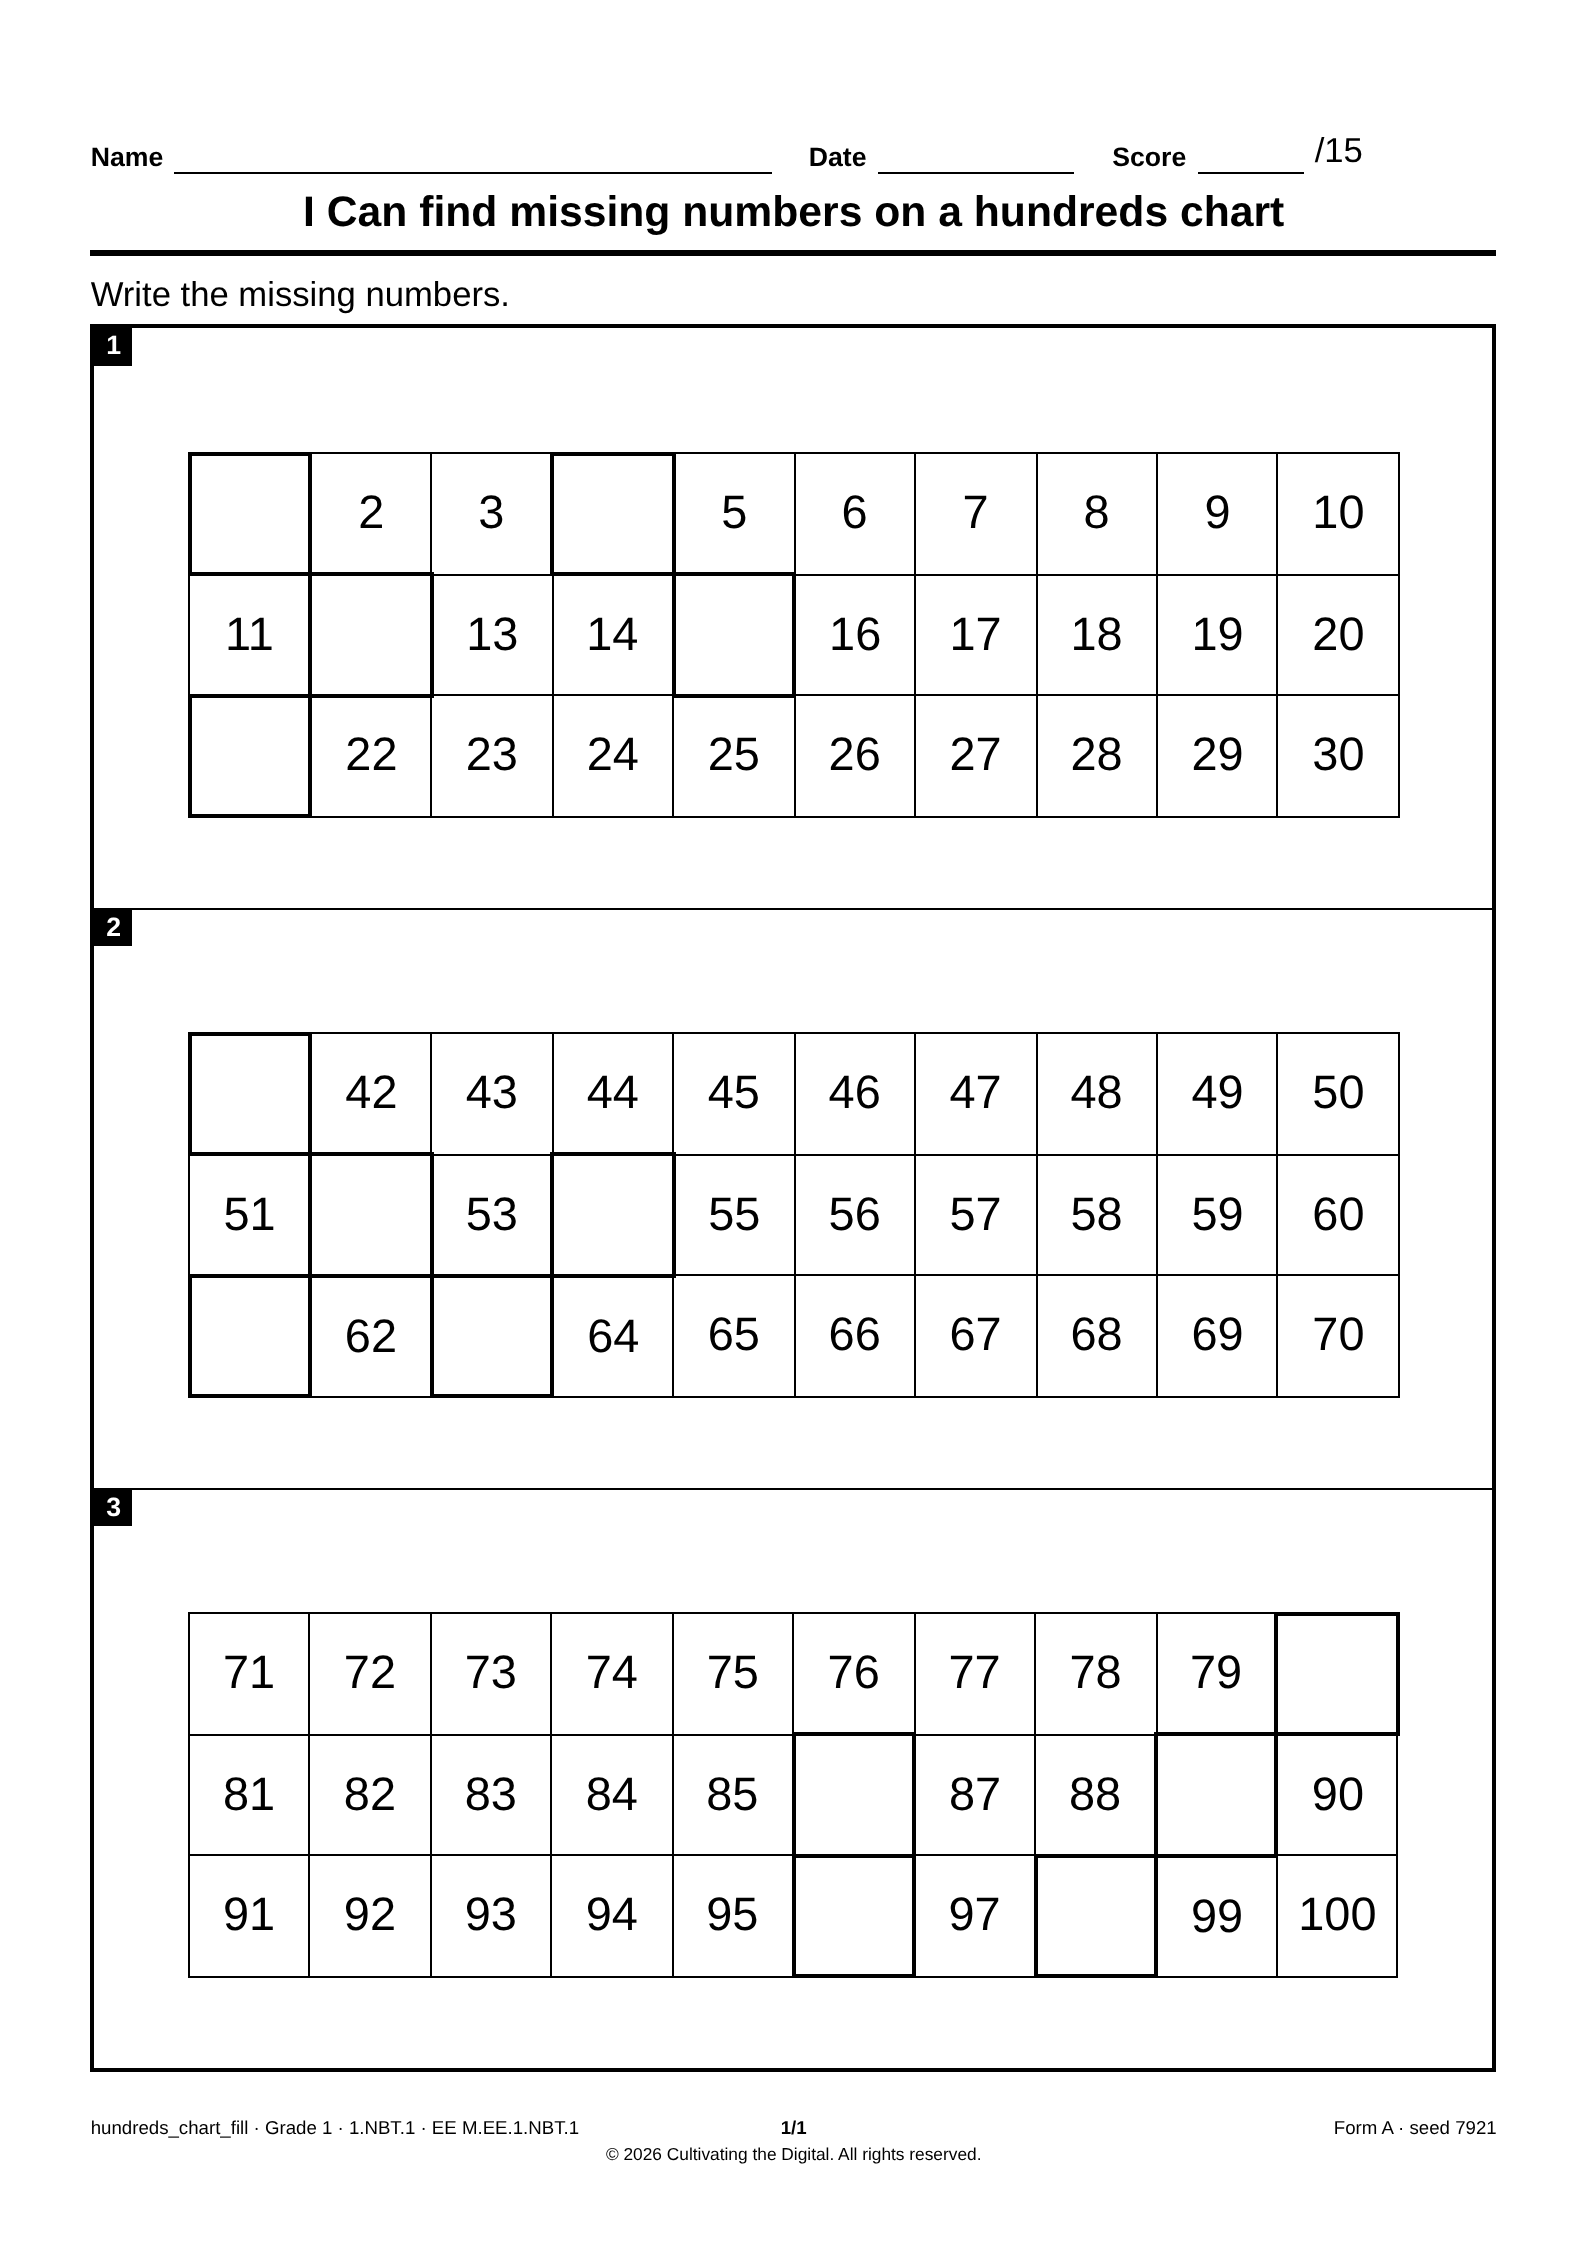 Name Date Score /15
I Can find missing numbers on a hundreds chart
Write the missing numbers.
1
2 3 5 6 7 8 9 10
11 13 14 16 17 18 19 20
22 23 24 25 26 27 28 29 30
2
42 43 44 45 46 47 48 49 50
51 53 55 56 57 58 59 60
62 64 65 66 67 68 69 70
3
71 72 73 74 75 76 77 78 79
81 82 83 84 85 87 88 90
91 92 93 94 95 97 99 100
hundreds_chart_fill · Grade 1 · 1.NBT.1 · EE M.EE.1.NBT.1 1/1 Form A · seed 7921
© 2026 Cultivating the Digital. All rights reserved.